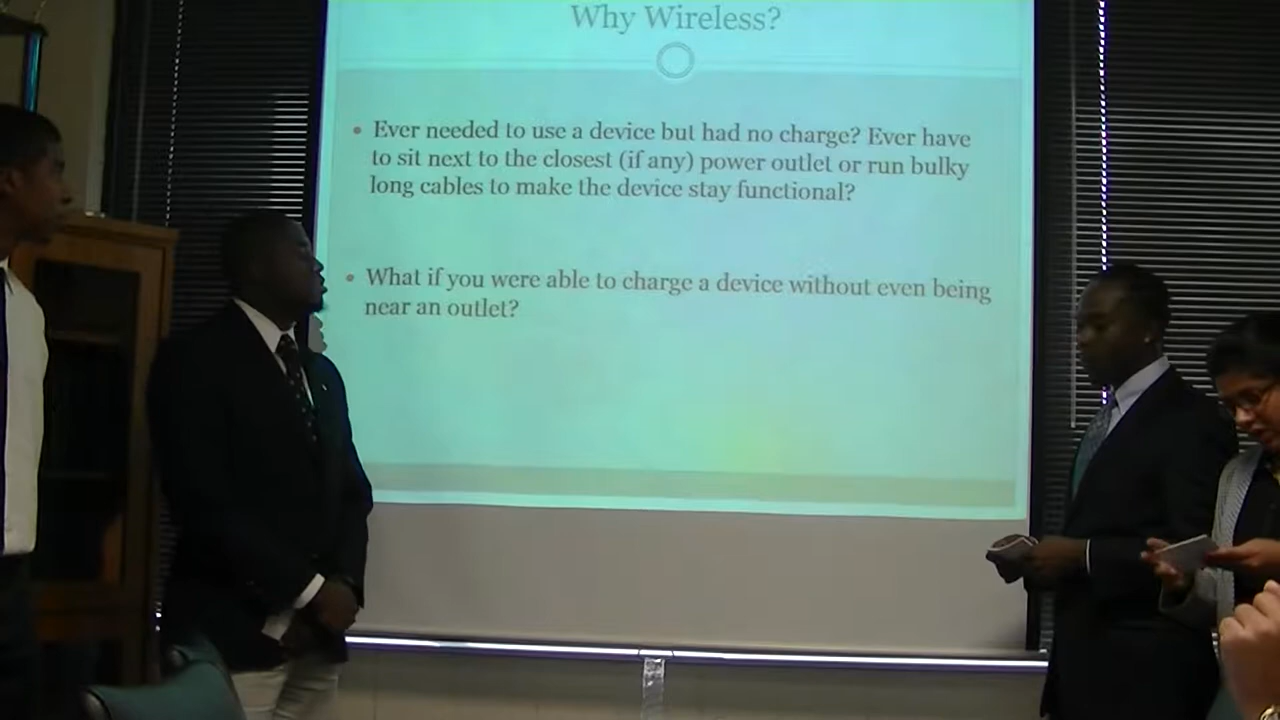 Why Wireless?
Ever needed to use a device but had no charge? Ever have
to sit next to the closest (if any) power outlet or run bulky
long cables to make the device stay functional?
What if you were able to charge a device without even being
near an outlet?